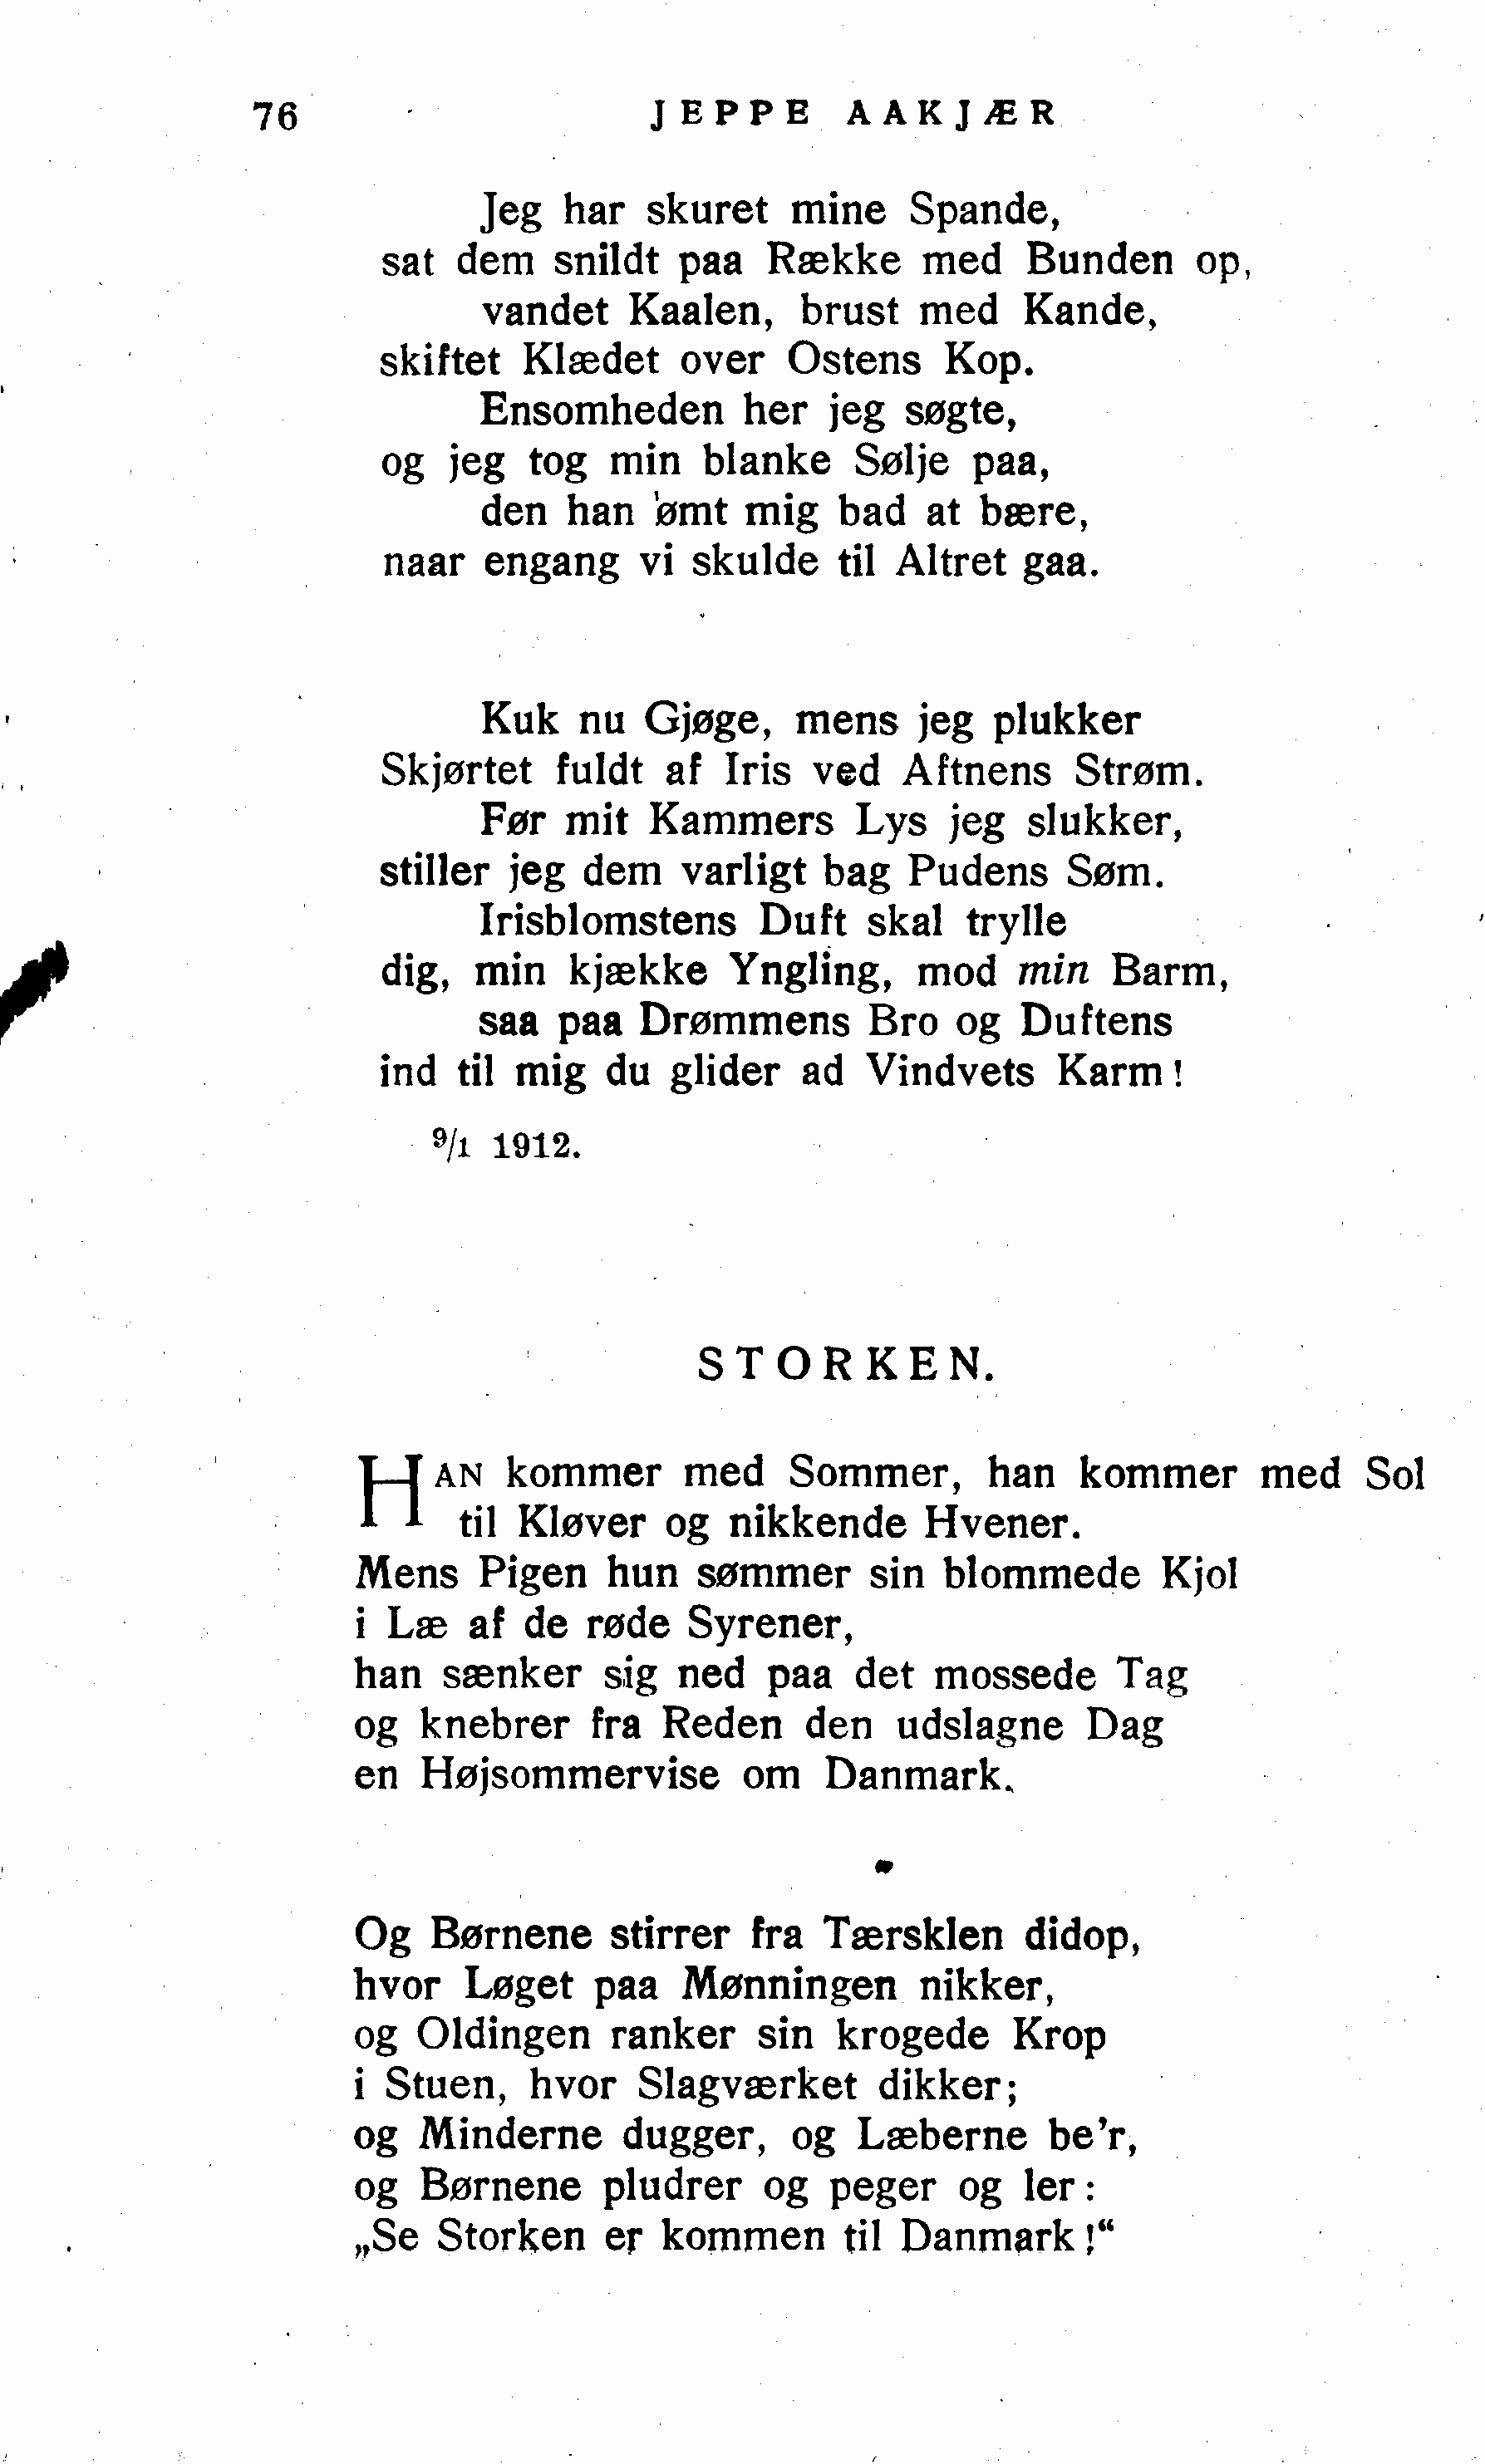 76 JEPPE AAKJÆR
Jeg har skuret mine Spande,
sat dem snildt paa Række med Bunden op,
vandet Kaalen, brust med Kande,
skiftet Klædet over Ostens Kop.
Ensomheden her jeg søgte,
og jeg tog min blanke Sølje paa,
den han ømt mig bad at bære,
naar engang vi skulde til Altret gaa.
Kuk nu Gjøge, mens jeg plukker
Skjørtet fuldt af Iris ved Aftnens Strøm.
Før mit Kammers Lys jeg slukker,
stiller jeg dem varligt bag Pudens Søm.
Irisblomstens Duft skal trylle
dig, min kjække Yngling, mod min Barm,
saa paa Drømmens Bro og Duftens
ind til mig du glider ad Vindvets Karm!
9/1 1912.
STORKEN.
HAN kommer med Sommer, han kommer med Sol
til Kløver og nikkende Hvener.
Mens Pigen hun sømmer sin blommede Kjol
i Læ af de røde Syrener,
han sænker sig ned paa det mossede Tag
og knebrer fra Reden den udslagne Dag
en Højsommervise om Danmark.
Og Børnene stirrer fra Tærsklen didop,
hvor Løget paa Mønningen nikker,
og Oldingen ranker sin krogede Krop
i Stuen, hvor Slagværket dikker;
og Minderne dugger, og Læberne be'r,
og Børnene pludrer og peger og ler:
„Se Storken er kommen til Danmark!“